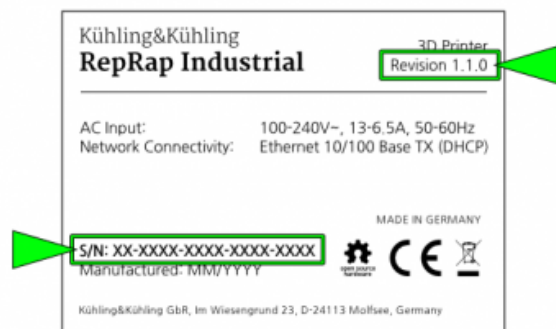 Kühling&Kühling
3D Printer
RepRap Industrial
Revision 1.1.0
AC Input: 100-240V~, 13-6.5A, 50-60Hz
Network Connectivity: Ethernet 10/100 Base TX (DHCP)
MADE IN GERMANY
S/N: XX-XXXX-XXXX-XXXX-XXXX
Manufactured: MM/YYYY
open source
hardware
CE
Kühling&Kühling GbR, Im Wiesengrund 23, D-24113 Molfsee, Germany